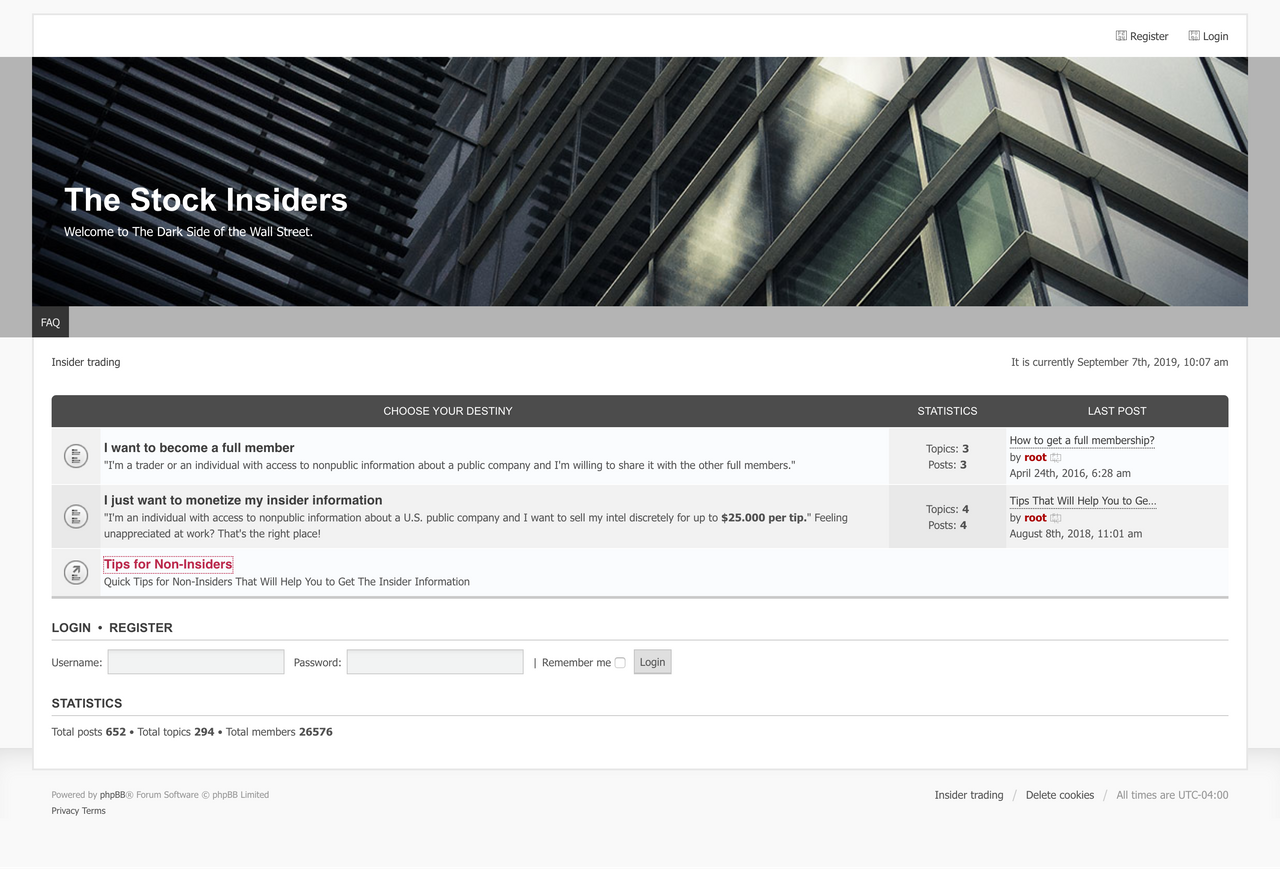 Register Login
The Stock Insiders
Welcome to The Dark Side of the Wall Street.
FAQ
Insider trading
It is currently September 7th, 2019, 10:07 am
CHOOSE YOUR DESTINY STATISTICS LAST POST
I want to become a full member
"I'm a trader or an individual with access to nonpublic information about a public company and I'm willing to share it with the other full members."
Topics: 3
Posts: 3
How to get a full membership?
by root
April 24th, 2016, 6:28 am
I just want to monetize my insider information
"I'm an individual with access to nonpublic information about a U.S. public company and I want to sell my intel discretely for up to $25.000 per tip." Feeling
unappreciated at work? That's the right place!
Topics: 4
Posts: 4
Tips That Will Help You to Ge...
by root
August 8th, 2018, 11:01 am
Tips for Non-Insiders
Quick Tips for Non-Insiders That Will Help You to Get The Insider Information
LOGIN • REGISTER
Username: Password: | Remember me Login
STATISTICS
Total posts 652 • Total topics 294 • Total members 26576
Powered by phpBB® Forum Software © phpBB Limited
Privacy Terms
Insider trading / Delete cookies / All times are UTC-04:00